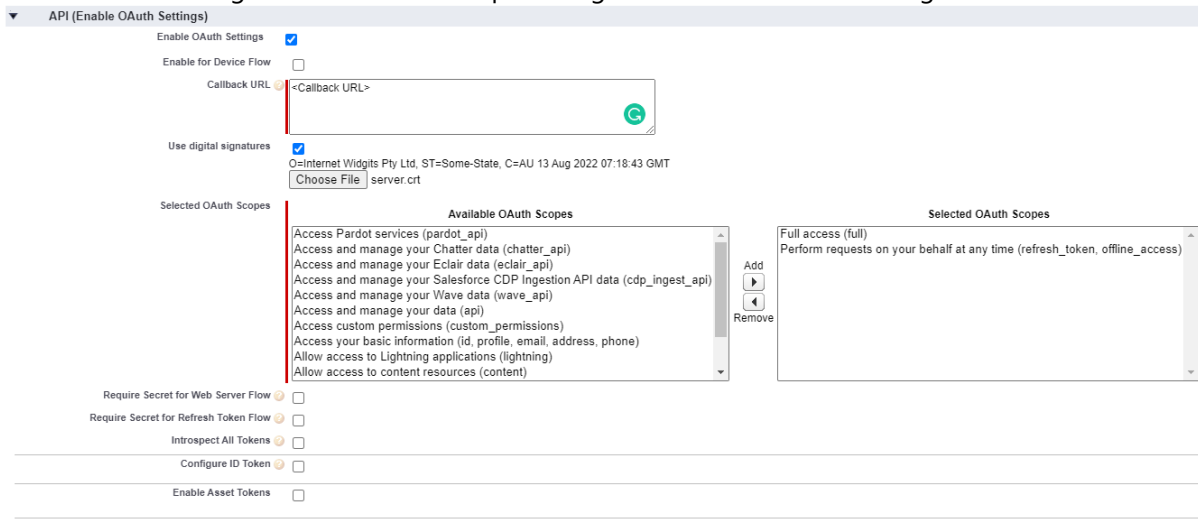 API (Enable OAuth Settings)
Enable OAuth Settings
Enable for Device Flow
Callback URL
<Callback URL>
Use digital signatures
O=Internet Widgits Pty Ltd, ST=Some-State, C=AU 13 Aug 2022 07:18:43 GMT
Choose File server.crt
Selected OAuth Scopes
Available OAuth Scopes
Access Pardot services (pardot_api)
Access and manage your Chatter data (chatter_api)
Access and manage your Eclair data (eclair_api)
Access and manage your Salesforce CDP Ingestion API data (cdp_ingest_api)
Access and manage your Wave data (wave_api)
Access and manage your data (api)
Access custom permissions (custom_permissions)
Access your basic information (id, profile, email, address, phone)
Allow access to Lightning applications (lightning)
Allow access to content resources (content)
Add
Remove
Selected OAuth Scopes
Full access (full)
Perform requests on your behalf at any time (refresh_token, offline_access)
Require Secret for Web Server Flow
Require Secret for Refresh Token Flow
Introspect All Tokens
Configure ID Token
Enable Asset Tokens